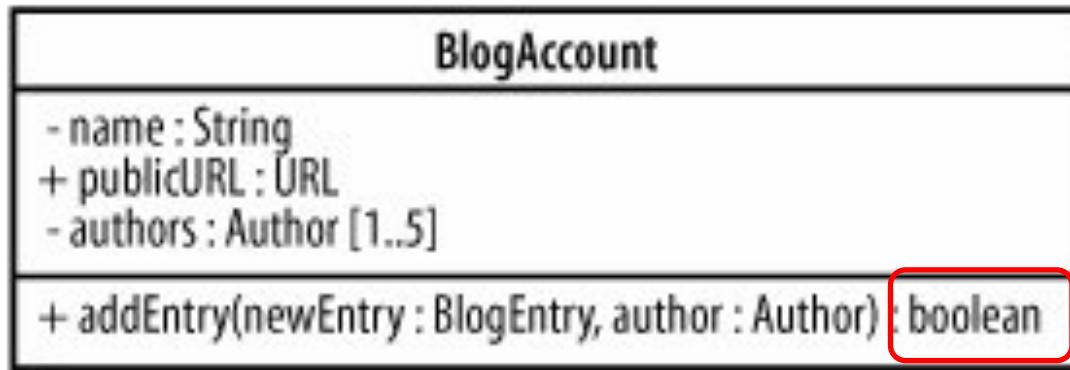 BlogAccount
- name : String
+ publicURL : URL
- authors : Author [1..5]
+ addEntry(newEntry : BlogEntry, author : Author) : boolean